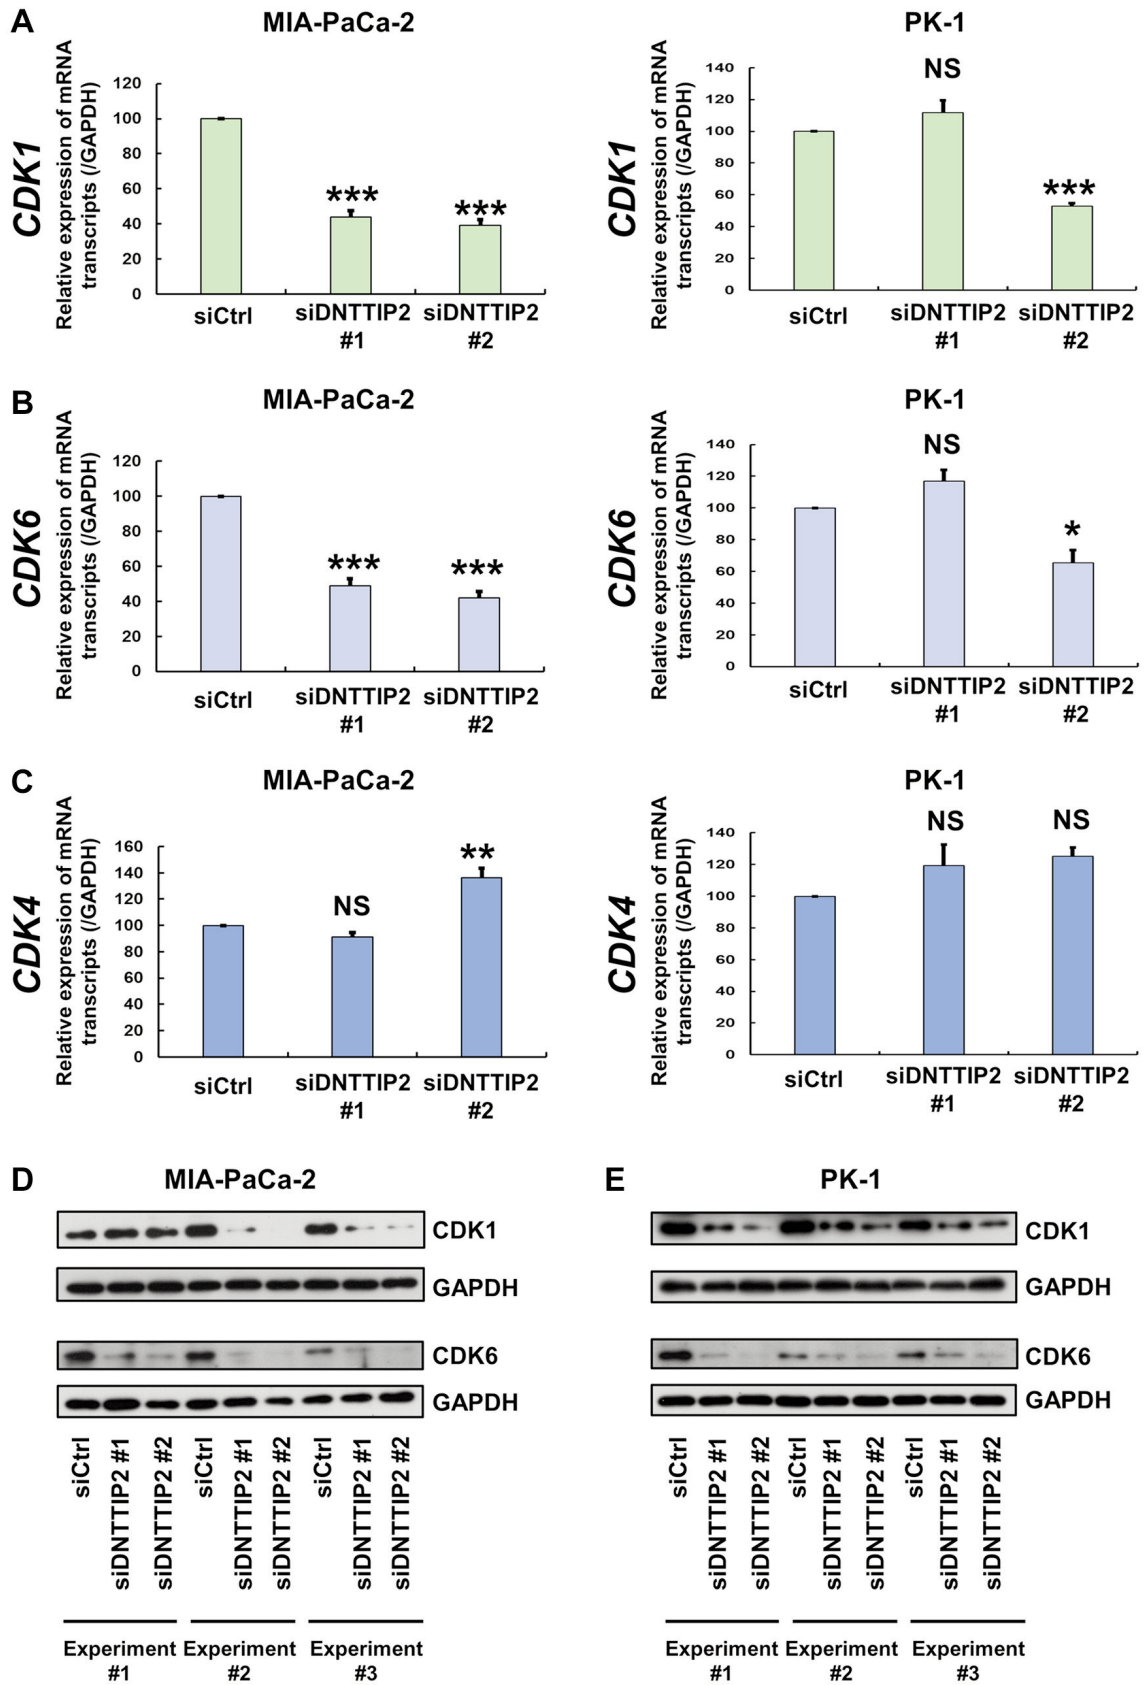 A
MIA-PaCa-2
CDK1
Relative expression of mRNA
transcripts (/GAPDH)
120
100
80
60
40
20
0
***
***
siCtrl
siDNTTIP2
#1
siDNTTIP2
#2
PK-1
CDK1
Relative expression of mRNA
transcripts (/GAPDH)
140
120
100
80
60
40
20
0
NS
***
siCtrl
siDNTTIP2
#1
siDNTTIP2
#2
B
MIA-PaCa-2
CDK6
Relative expression of mRNA
transcripts (/GAPDH)
120
100
80
60
40
20
0
***
***
siCtrl
siDNTTIP2
#1
siDNTTIP2
#2
PK-1
CDK6
Relative expression of mRNA
transcripts (/GAPDH)
140
120
100
80
60
40
20
0
NS
*
siCtrl
siDNTTIP2
#1
siDNTTIP2
#2
C
MIA-PaCa-2
CDK4
Relative expression of mRNA
transcripts (/GAPDH)
160
140
120
100
80
60
40
20
0
NS
**
siCtrl
siDNTTIP2
#1
siDNTTIP2
#2
PK-1
CDK4
Relative expression of mRNA
transcripts (/GAPDH)
140
120
100
80
60
40
20
0
NS
NS
siCtrl
siDNTTIP2
#1
siDNTTIP2
#2
D
MIA-PaCa-2
CDK1
GAPDH
CDK6
GAPDH
siCtrl
siDNTTIP2 #1
siDNTTIP2 #2
siCtrl
siDNTTIP2 #1
siDNTTIP2 #2
siCtrl
siDNTTIP2 #1
siDNTTIP2 #2
Experiment
#1
Experiment
#2
Experiment
#3
E
PK-1
CDK1
GAPDH
CDK6
GAPDH
siCtrl
siDNTTIP2 #1
siDNTTIP2 #2
siCtrl
siDNTTIP2 #1
siDNTTIP2 #2
siCtrl
siDNTTIP2 #1
siDNTTIP2 #2
Experiment
#1
Experiment
#2
Experiment
#3